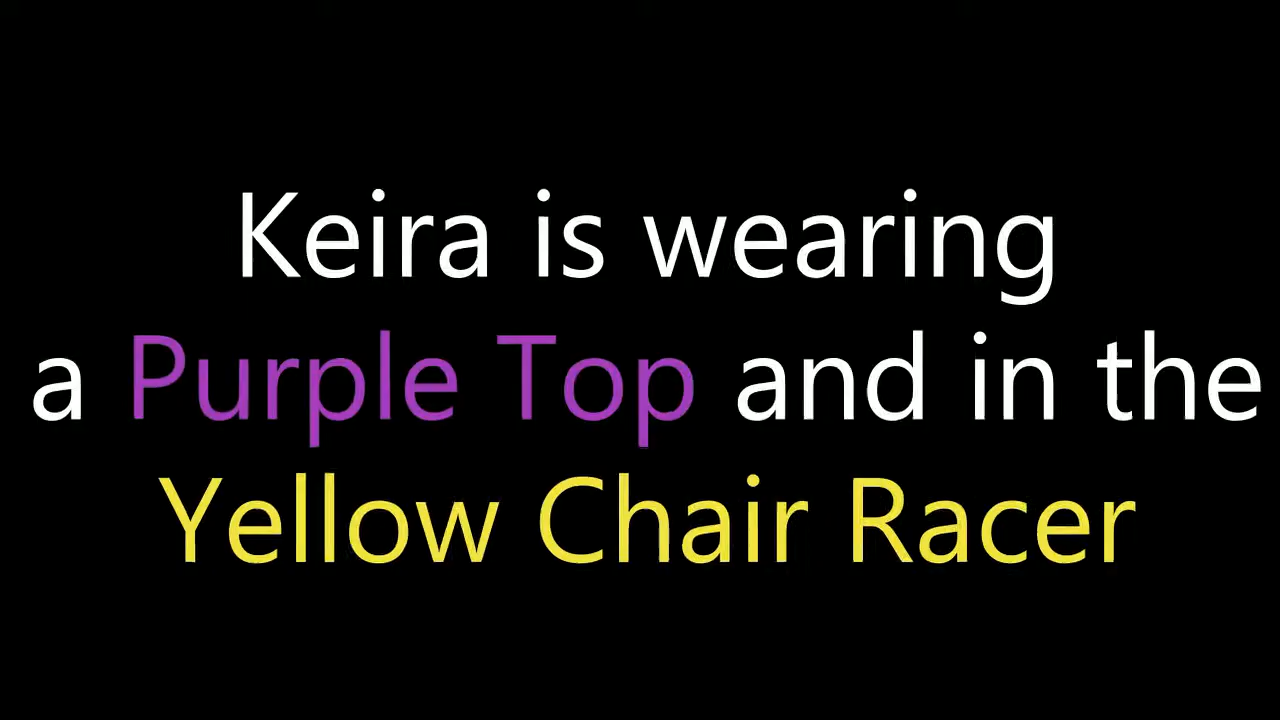 Keira is wearing
a Purple Top and in the
Yellow Chair Racer